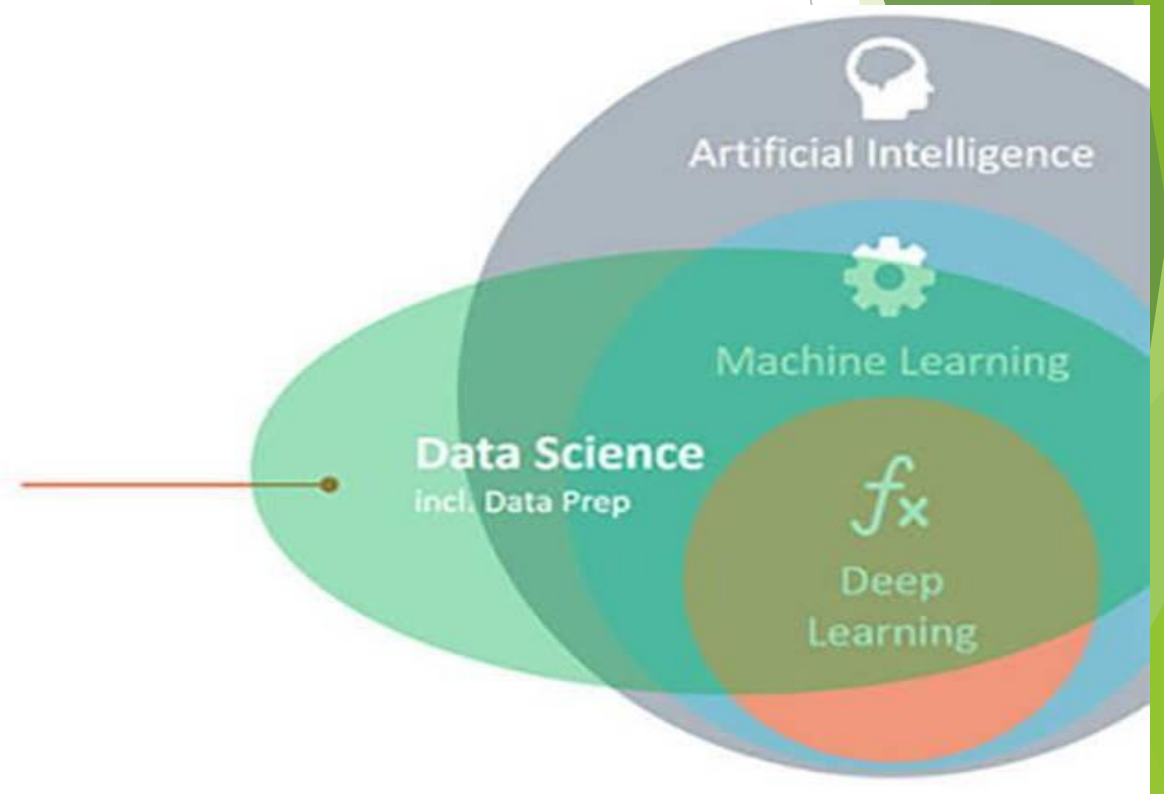 Artificial Intelligence
Machine Learning
Data Science
incl. Data Prep
fx
Deep
Learning